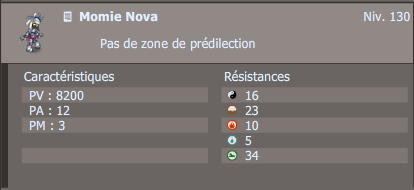 Momie Nova Niv. 130
Pas de zone de prédilection
Caractéristiques Résistances
PV : 8200 16
PA : 12 23
PM : 3 10
5
34